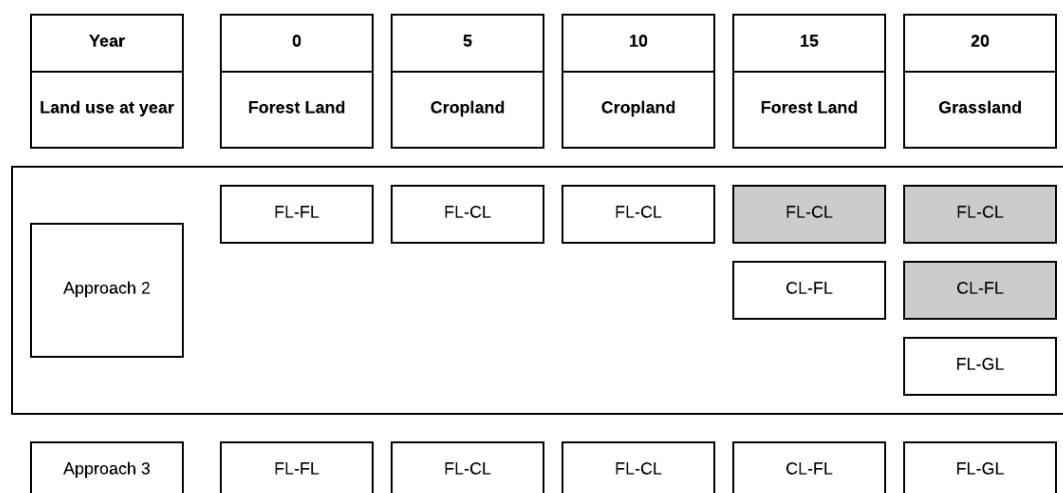 Year 0 5 10 15 20
Land use at year Forest Land Cropland Cropland Forest Land Grassland
FL-FL FL-CL FL-CL FL-CL FL-CL
Approach 2 CL-FL CL-FL
FL-GL
Approach 3 FL-FL FL-CL FL-CL CL-FL FL-GL